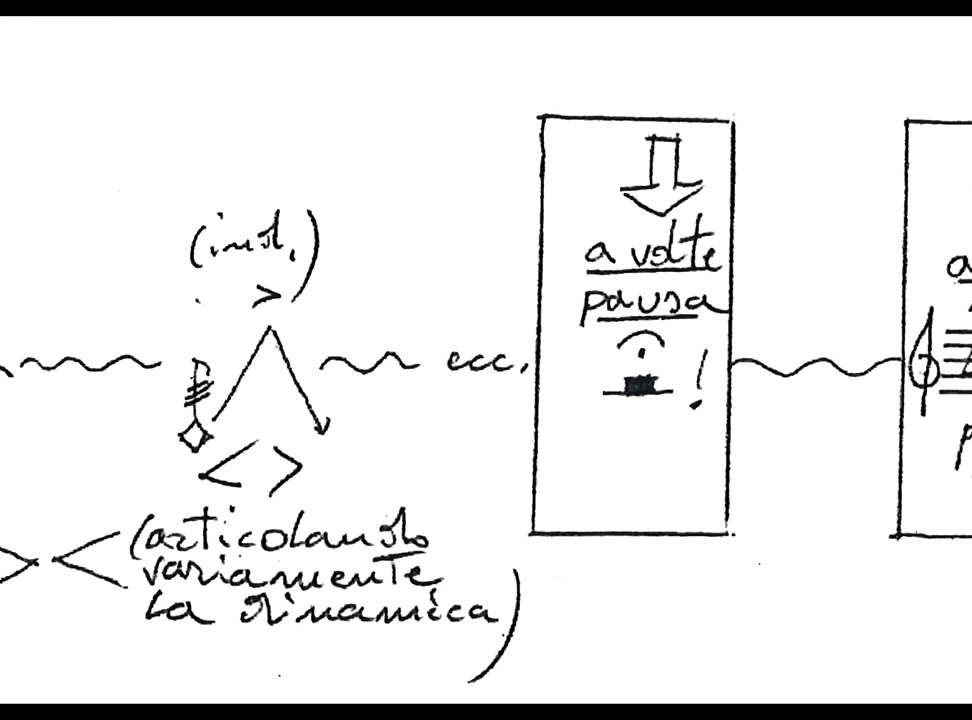 (ind.)
ecc.
a volte
pausa
!
(articolando
variamente
la dinamica)